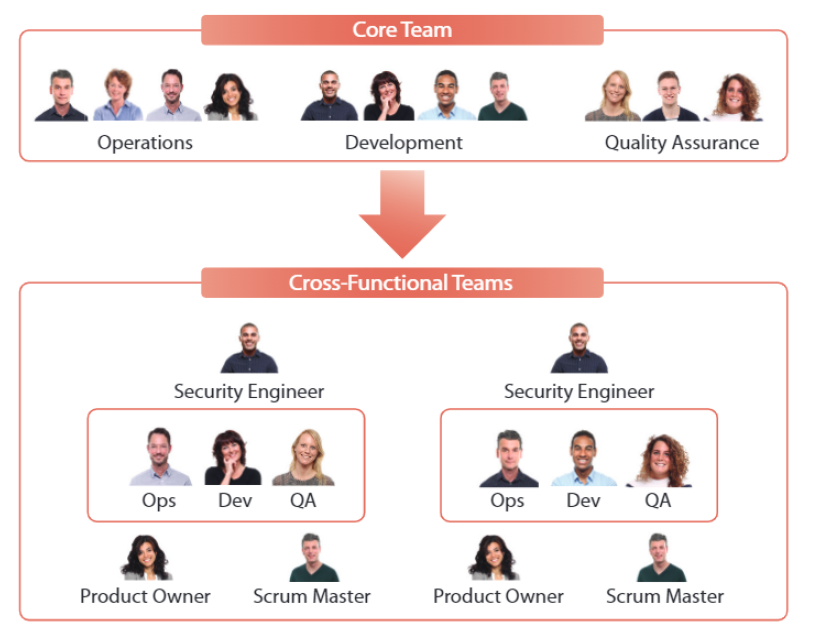 Core Team
Operations
Development
Quality Assurance
Cross-Functional Teams
Security Engineer
Security Engineer
Ops Dev QA
Ops Dev QA
Product Owner Scrum Master
Product Owner Scrum Master